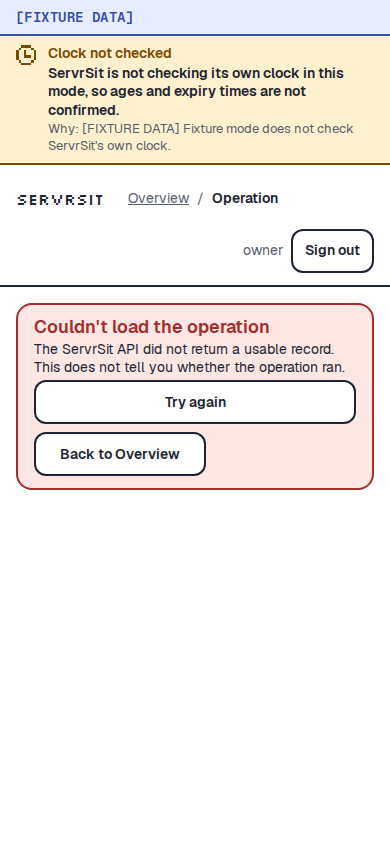 [FIXTURE DATA]
Clock not checked
ServrSit is not checking its own clock in this
mode, so ages and expiry times are not
confirmed.
Why: [FIXTURE DATA] Fixture mode does not check
ServrSit's own clock.
SERVRSIT Overview / Operation
owner Sign out
Couldn't load the operation
The ServrSit API did not return a usable record.
This does not tell you whether the operation ran.
Try again
Back to Overview